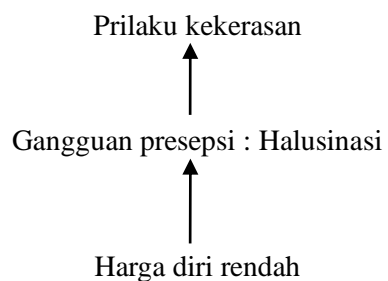 Prilaku kekerasan
Gangguan presepsi : Halusinasi
Harga diri rendah